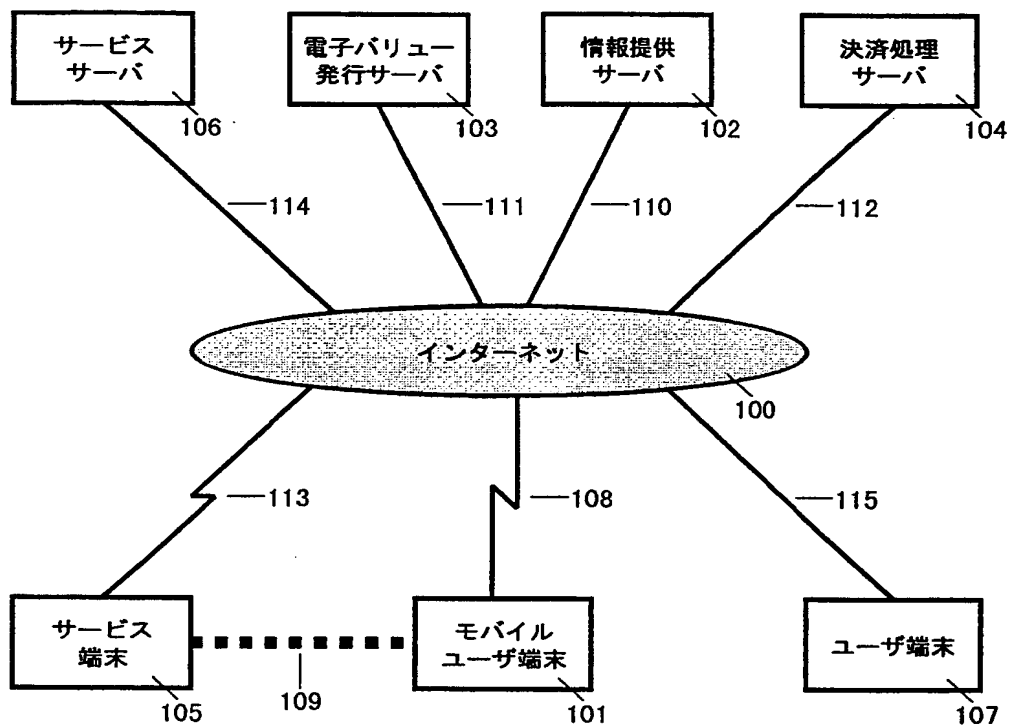 サービス
サーバ
106
電子バリュー
発行サーバ
103
情報提供
サーバ
102
決済処理
サーバ
104
114
111
110
112
インターネット
100
113
108
115
サービス
端末
105
109
モバイル
ユーザ端末
101
ユーザ端末
107